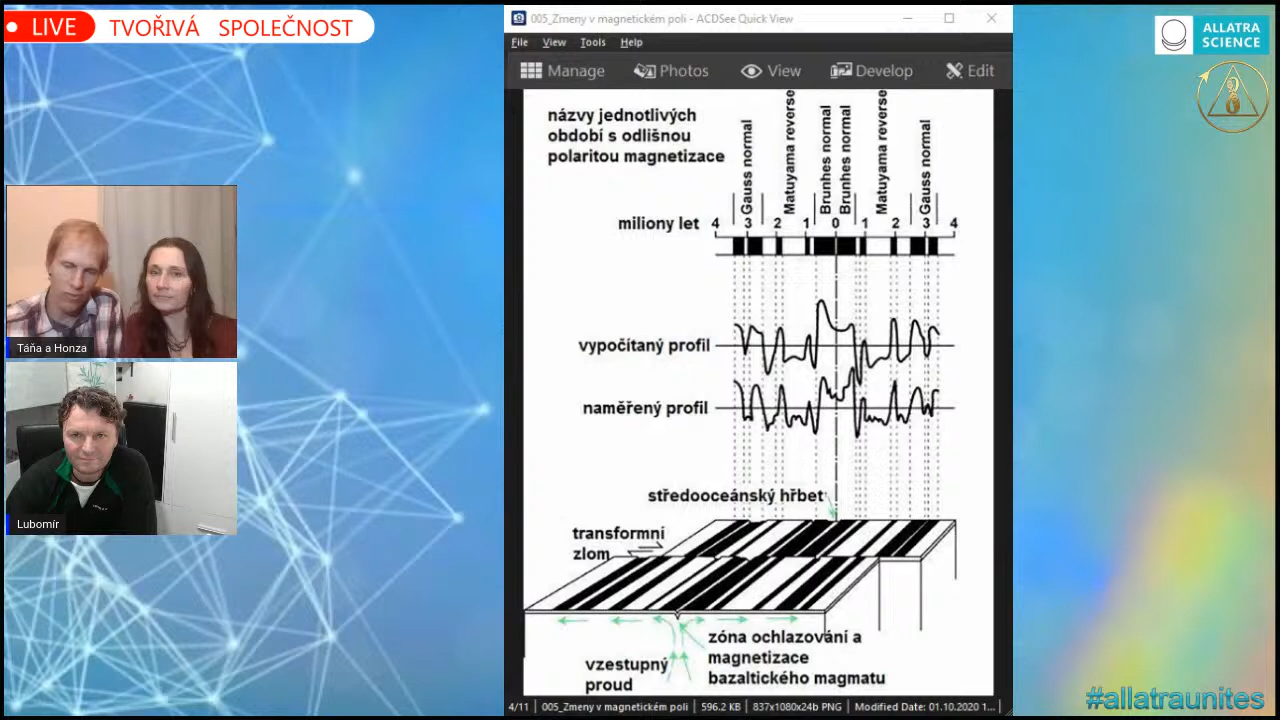 LIVE TVOŘIVÁ SPOLEČNOST
005_Zmeny v magnetickém poli - ACDSee Quick View
File View Tools Help
Manage Photos View Develop Edit
ALLATRA
SCIENCE
názvy jednotlivých
období s odlišnou
polaritou magnetizace
Gauss normal
Matuyama reverse
Brunhes normal
Brunhes normal
Matuyama reverse
Gauss normal
miliony let 4 3 2 1 0 1 2 3 4
vypočítaný profil
naměřený profil
středooceánský hřbet
transformní
zlom
zóna ochlazování a
magnetizace
bazaltického magmatu
vzestupný
proud
Táňa a Honza
Lubomír
4/11 005_Zmeny v magnetickém poli 596.2 KB 837x1080x24b PNG Modified Date: 01.10.2020 1...
#allatraunites